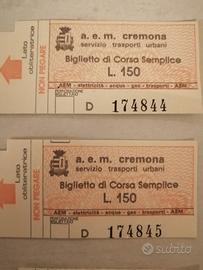 Lato
obliteratrice
NON PIEGARE
a. e. m. cremona
servizio trasporti urbani
Biglietto di Corsa Semplice
L. 150
AEM - elettricità - acqua - gas - trasporti - AEM
D 174844
Lato
obliteratrice
NON PIEGARE
a. e. m. cremona
servizio trasporti urbani
Biglietto di Corsa Semplice
L. 150
AEM - elettricità - acqua - gas - trasporti - AEM
D 174845
subito